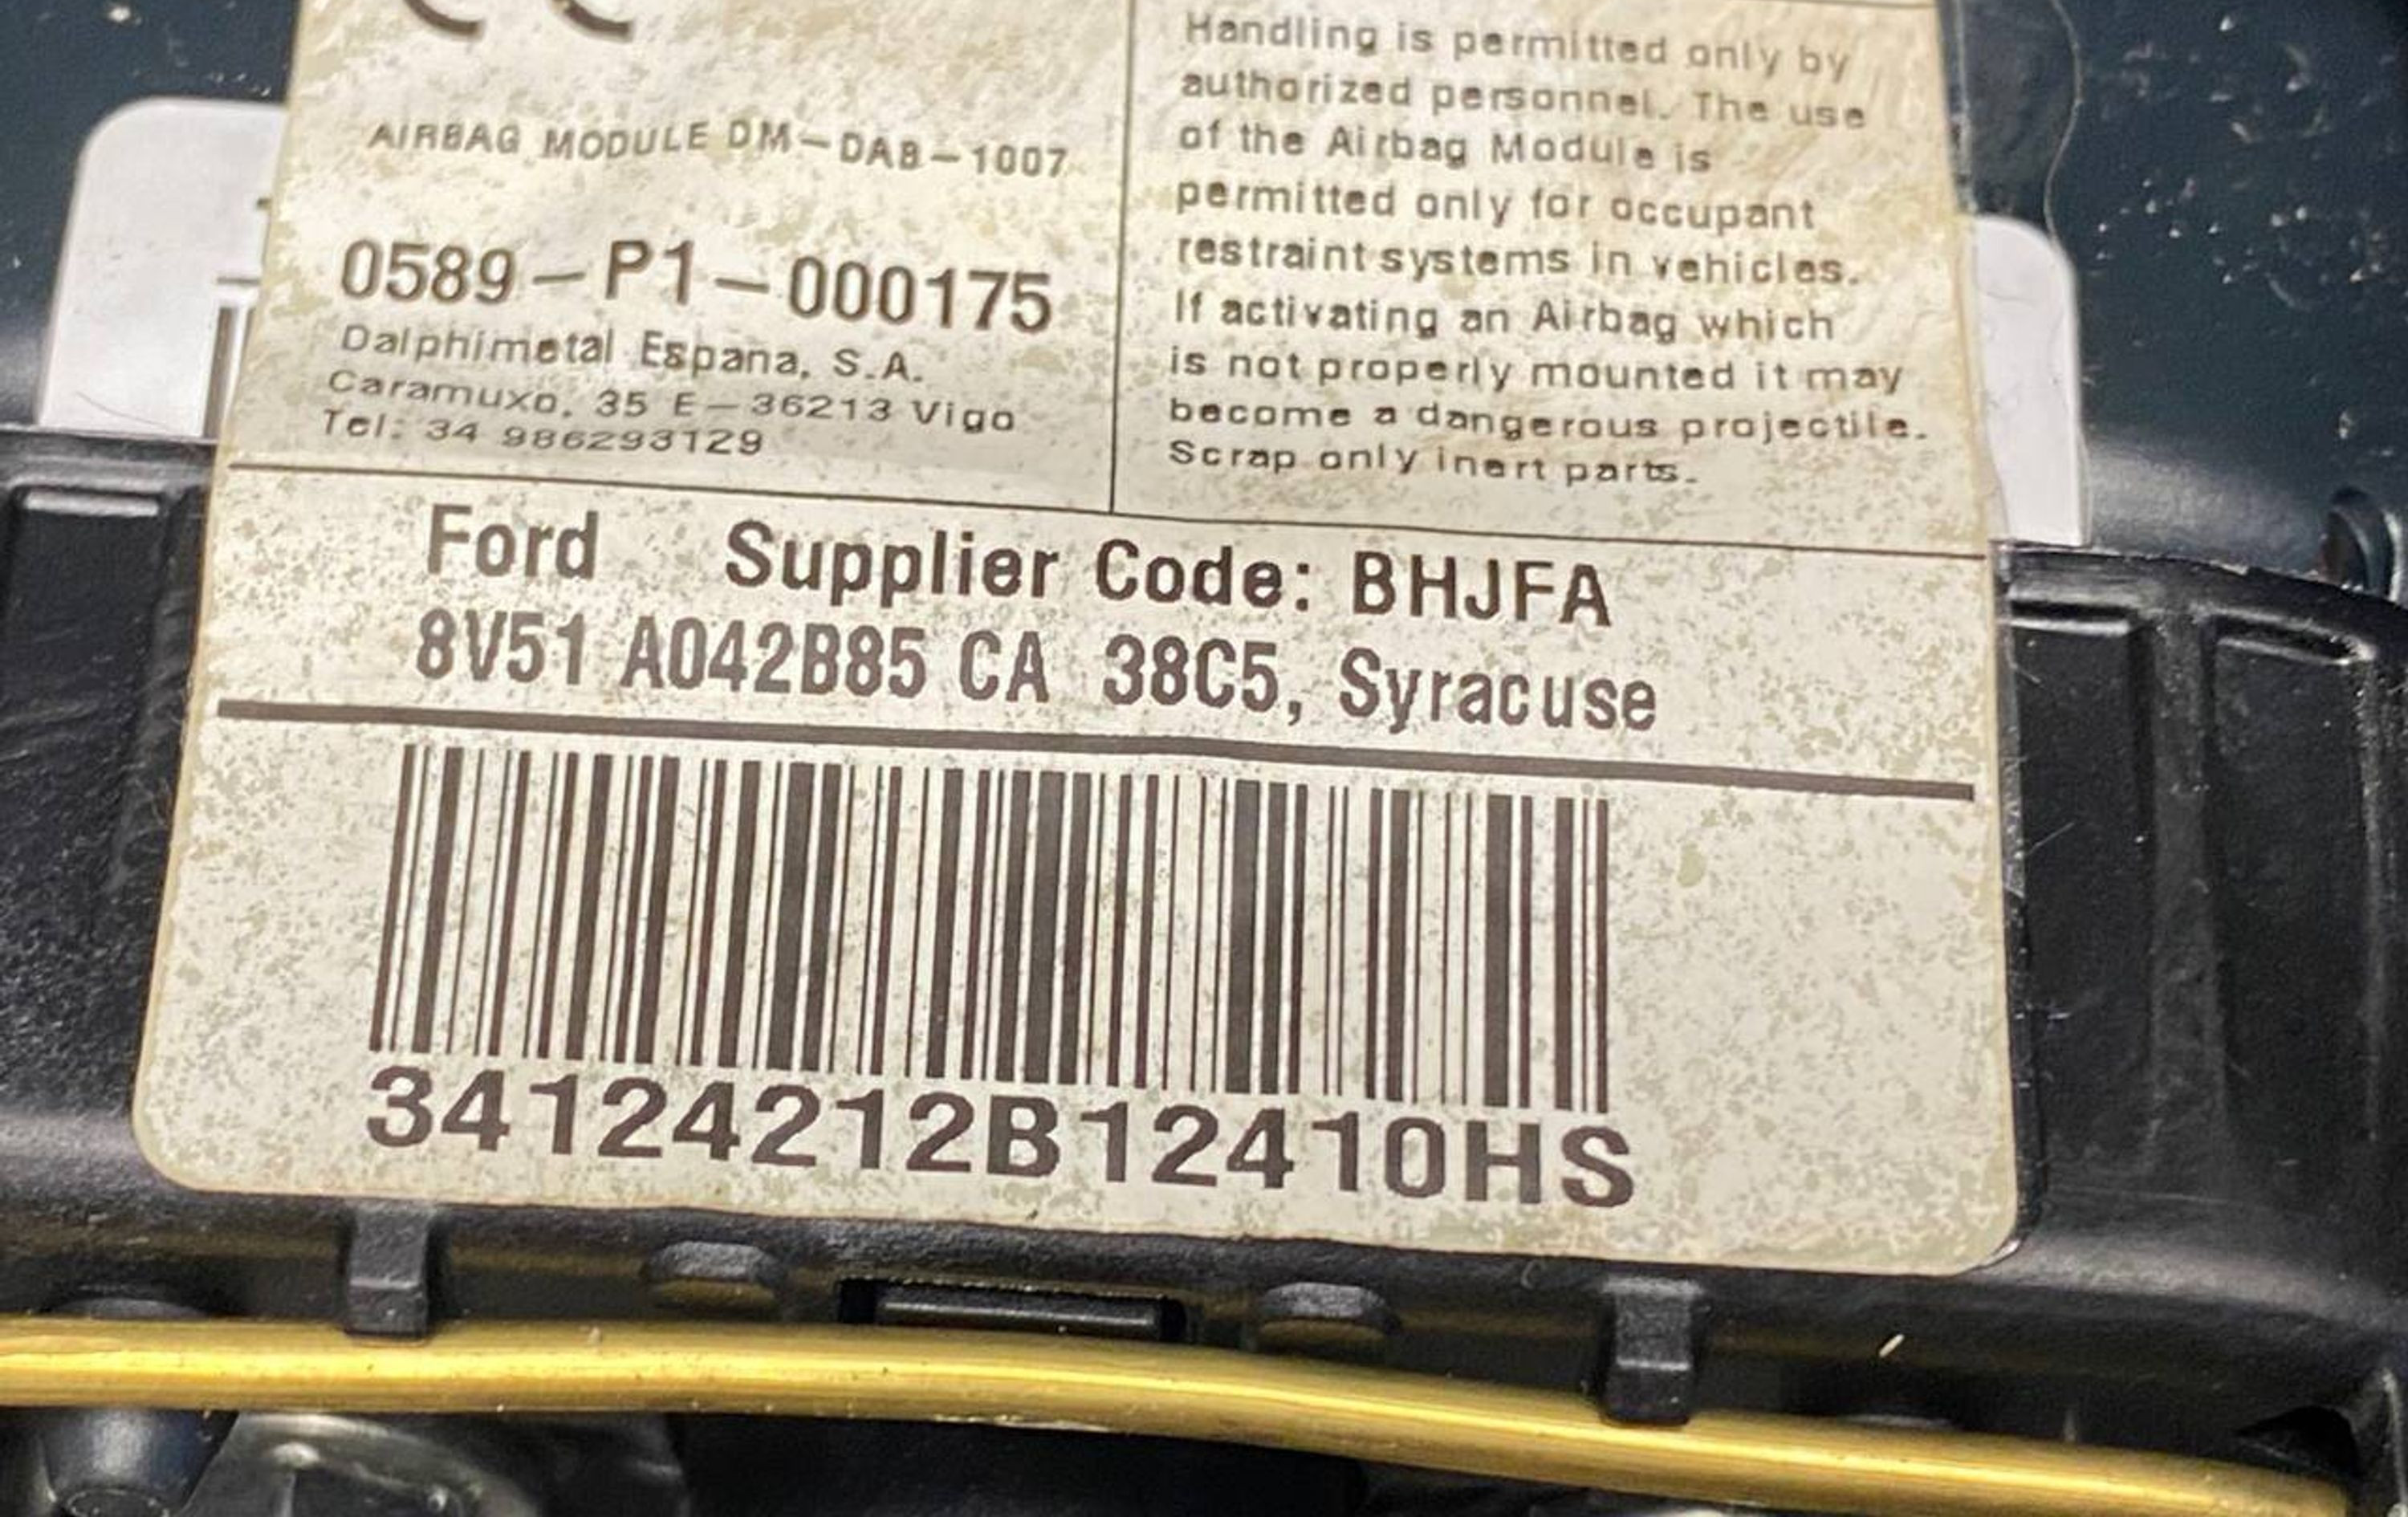 AIRBAG MODULE DM-DAB-1007
0589-P1-000175
Dalphimetal Espana, S.A.
Caramuxo, 35 E-36213 Vigo
Tel: 34 986293129
Handling is permitted only by
authorized personnel. The use
of the Airbag Module is
permitted only for occupant
restraint systems in vehicles.
If activating an Airbag which
is not properly mounted it may
become a dangerous projectile.
Scrap only inert parts.
Ford Supplier Code: BHJFA
8V51 A042B85 CA 38C5, Syracuse
34124212B12410HS